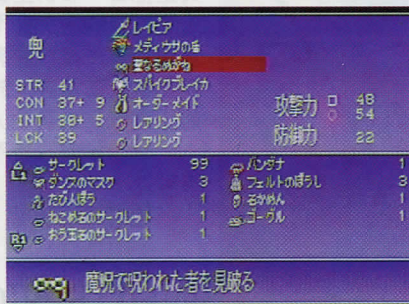 兜
レイピア
メディウサの盾
聖なるめがね
スパイクブレイカ
オーダーメイド
レアリング
レアリング
STR 41
CON 37+ 9
INT 38+ 5
LCK 39
攻撃力 □ 48
○ 54
防御力 22
L1 サークレット 99
ダンスのマスク 3
たび人ぼう 1
ねこめ石のサークレット 1
R1 おう玉石のサークレット 1
バンダナ 1
フェルトのぼうし 3
石かめん 1
ゴーグル 1
魔呪で呪われた者を見破る